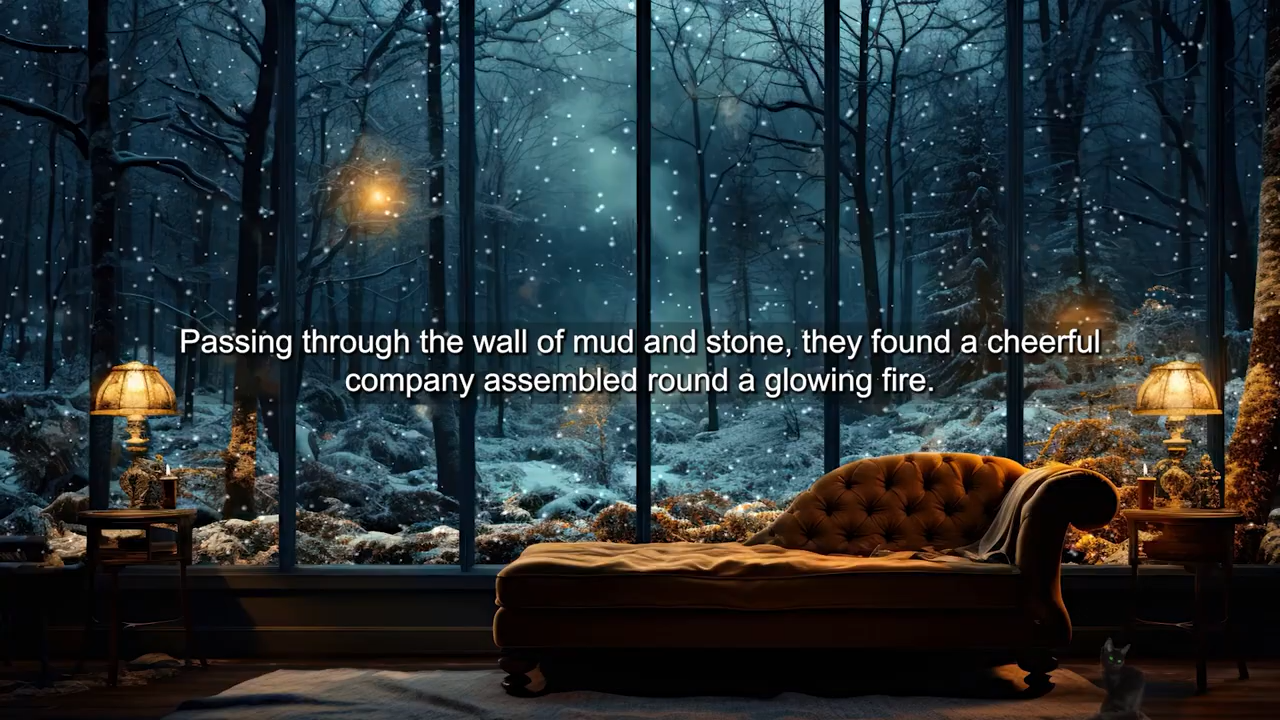 Passing through the wall of mud and stone, they found a cheerful
company assembled round a glowing fire.